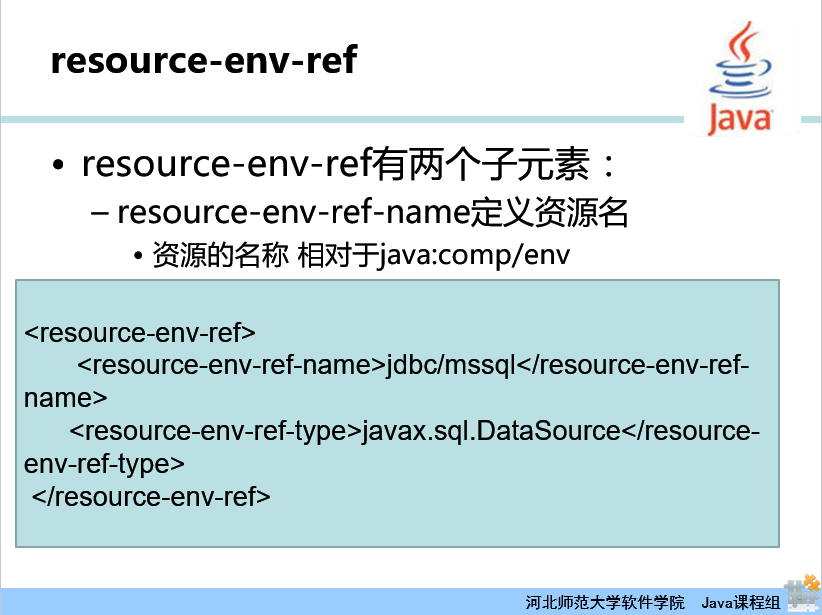 resource-env-ref
Java
• resource-env-ref有两个子元素：
– resource-env-ref-name定义资源名
• 资源的名称 相对于java:comp/env
<resource-env-ref>
<resource-env-ref-name>jdbc/mssql</resource-env-ref-
name>
<resource-env-ref-type>javax.sql.DataSource</resource-
env-ref-type>
</resource-env-ref>
河北师范大学软件学院 Java课程组